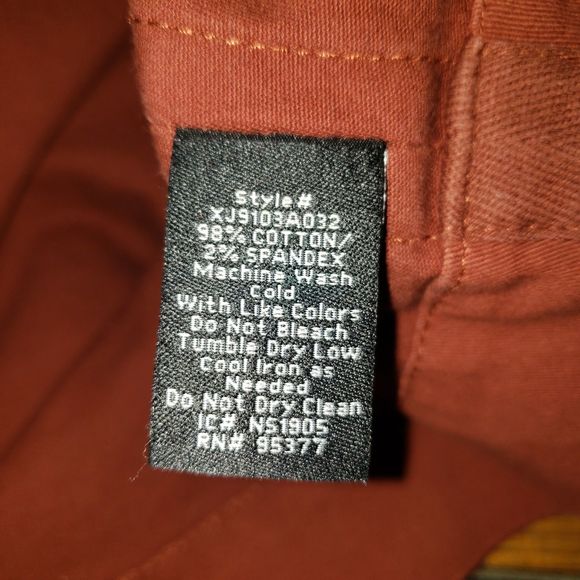 Style#
XJ9103A032
98% COTTON/
2% SPANDEX
Machine Wash
Cold
With Like Colors
Do Not Bleach
Tumble Dry Low
Cool Iron as
Needed
Do Not Dry Clean
IC# NS1905
RN# 95377